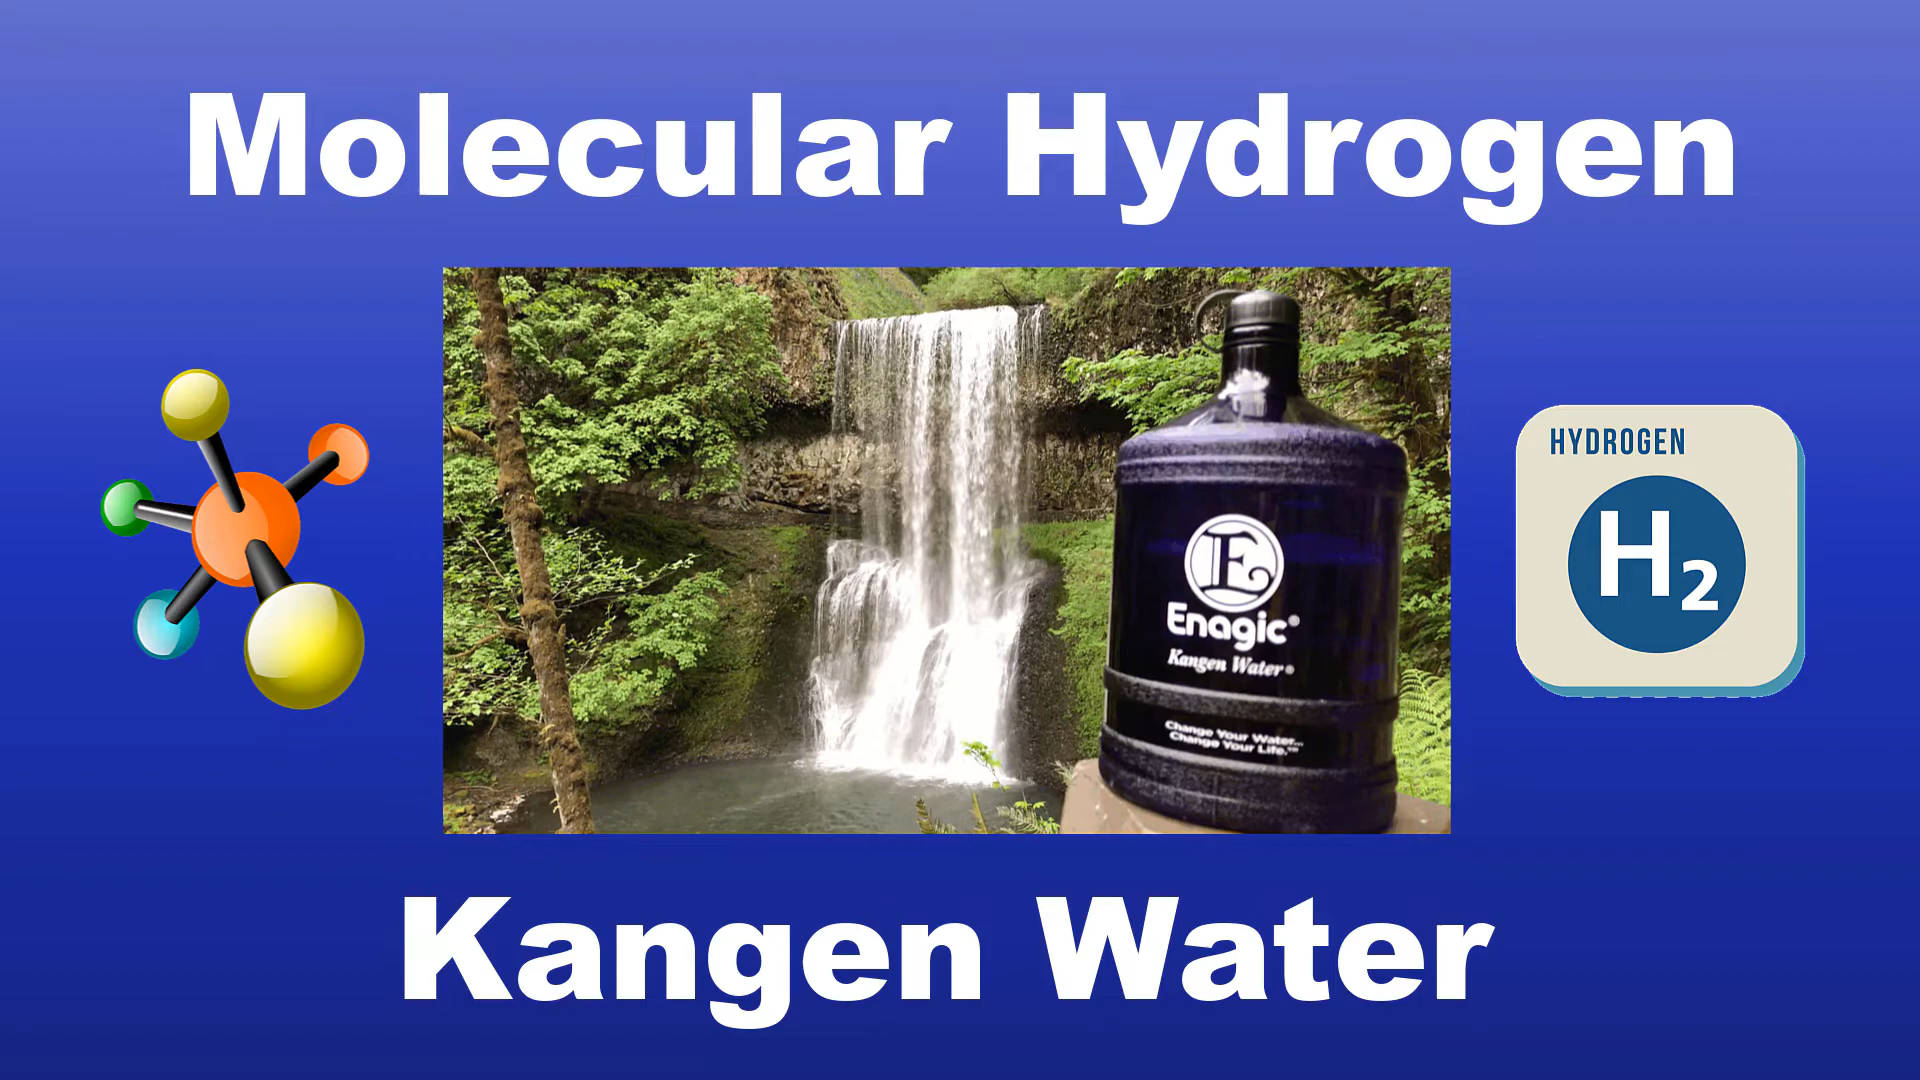 Molecular Hydrogen
HYDROGEN
H₂
E
Enagic®
Kangen Water®
Change Your Water...
Change Your Life.™
Kangen Water